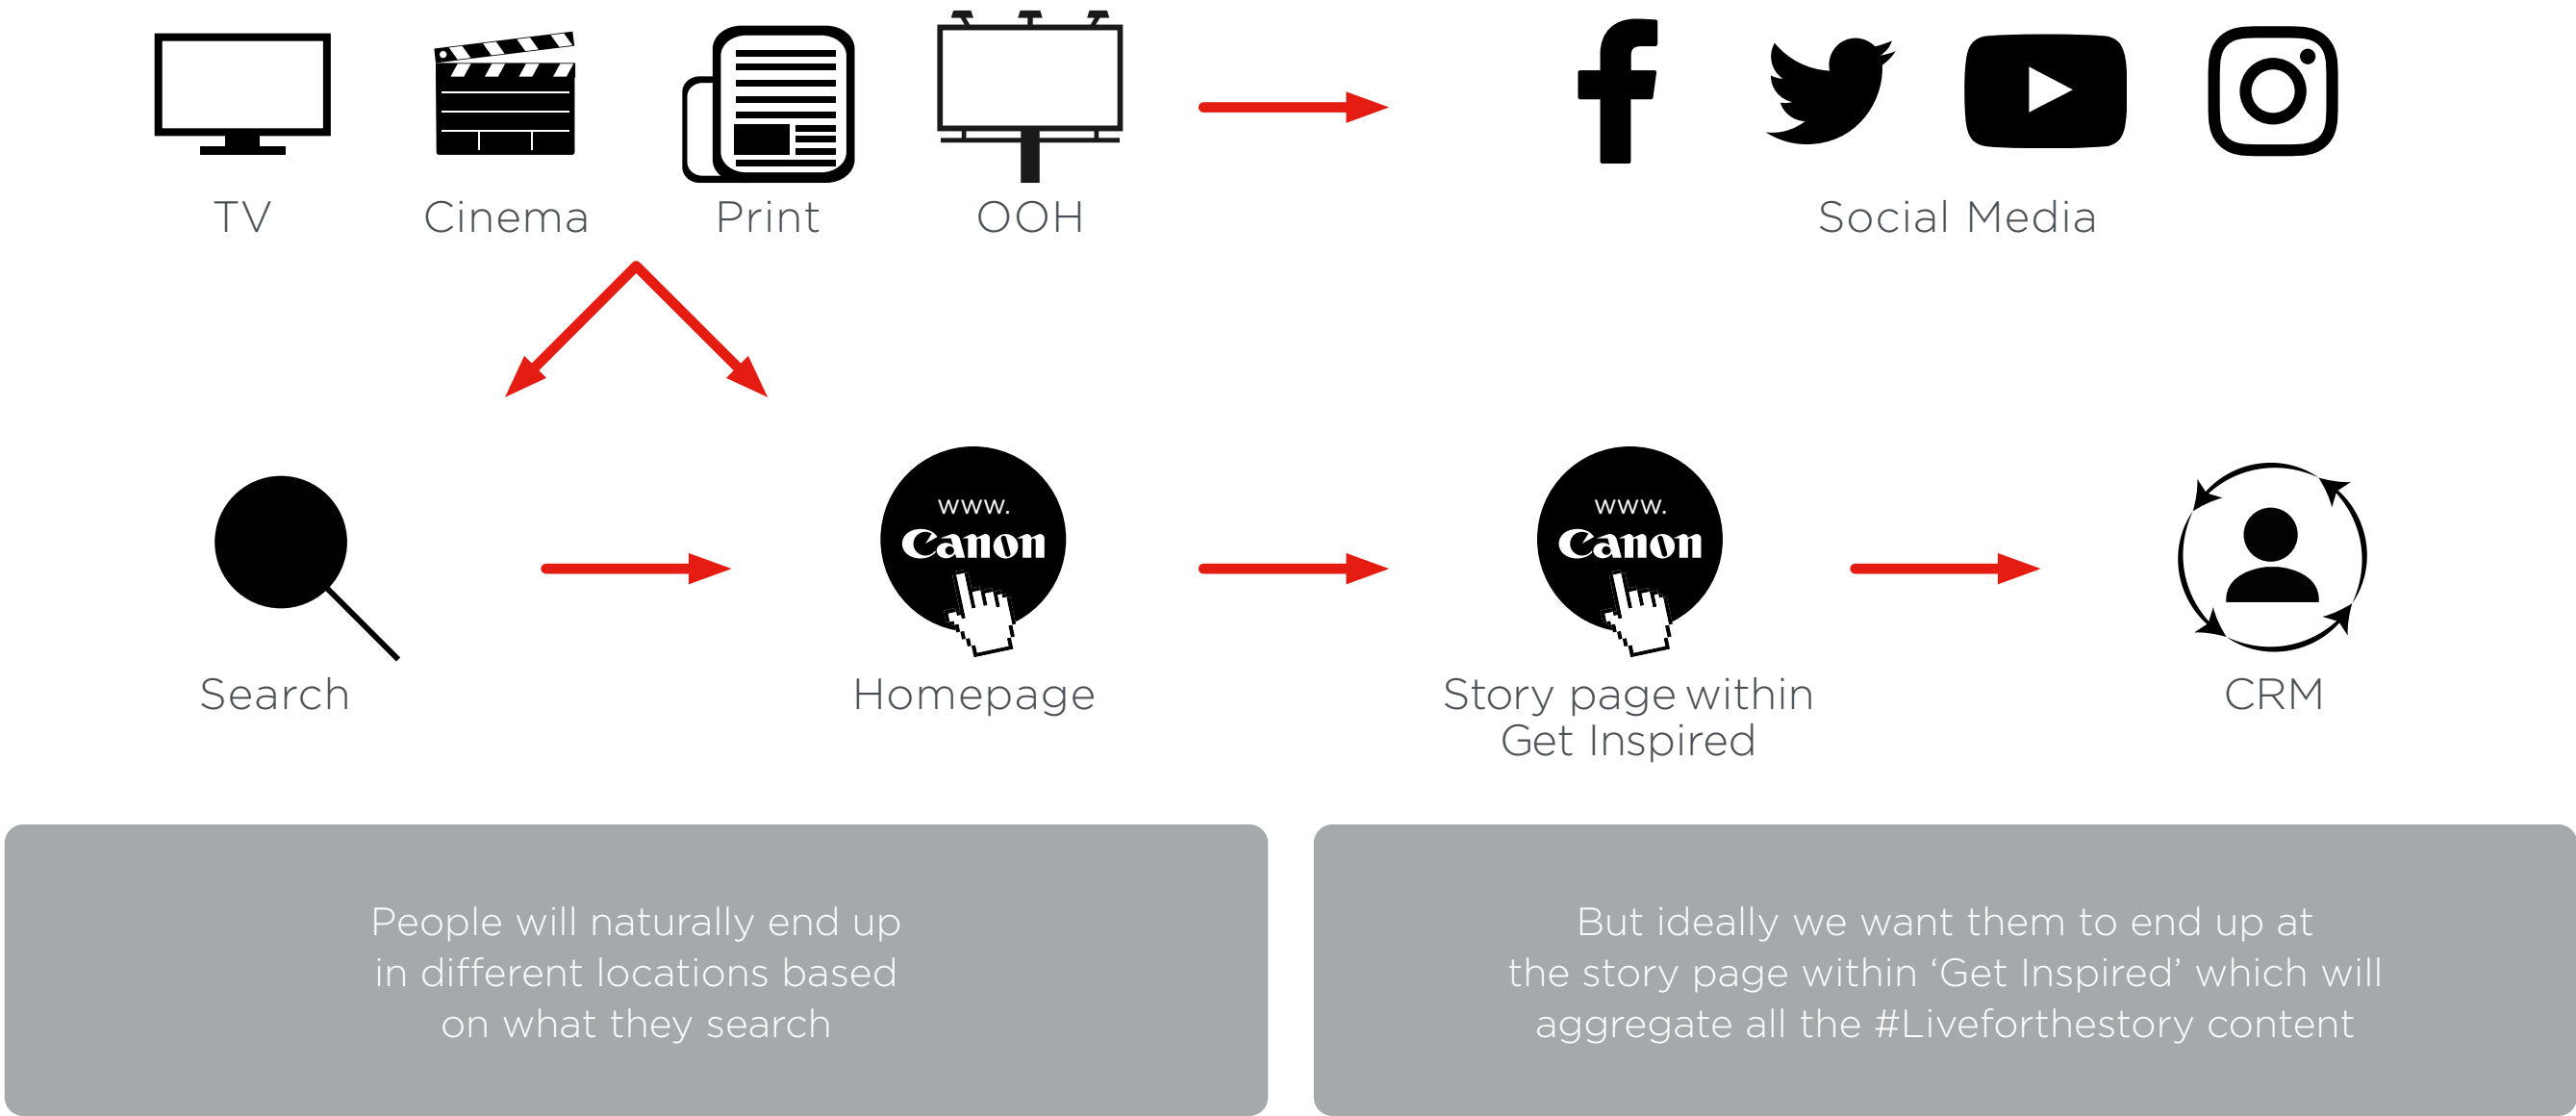 TV
Cinema
Print
OOH
Social Media
www.
Canon
www.
Canon
Search
Homepage
Story page within
Get Inspired
CRM
People will naturally end up
in different locations based
on what they search
But ideally we want them to end up at
the story page within ‘Get Inspired’ which will
aggregate all the #Liveforthestory content